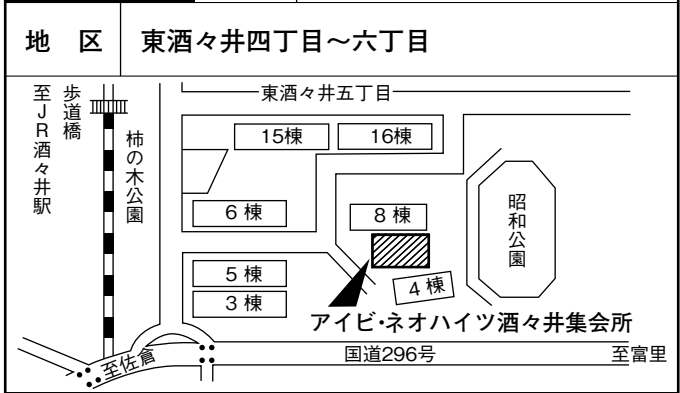 地 区
東酒々井四丁目～六丁目
至JR酒々井駅
歩道橋
柿の木公園
東酒々井五丁目
15棟
16棟
6棟
8棟
昭和公園
5棟
3棟
4棟
アイビ・ネオハイツ酒々井集会所
至佐倉
国道296号
至富里